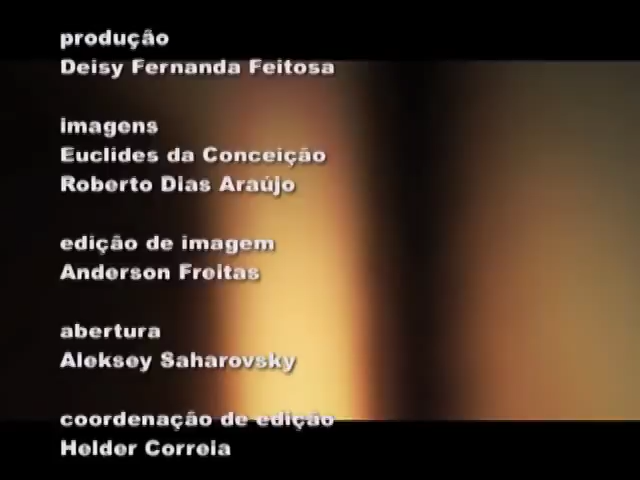 produção
Deisy Fernanda Feitosa
imagens
Euclides da Conceição
Roberto Dias Araújo
edição de imagem
Anderson Freitas
abertura
Aleksey Saharovsky
coordenação de edição
Helder Correia